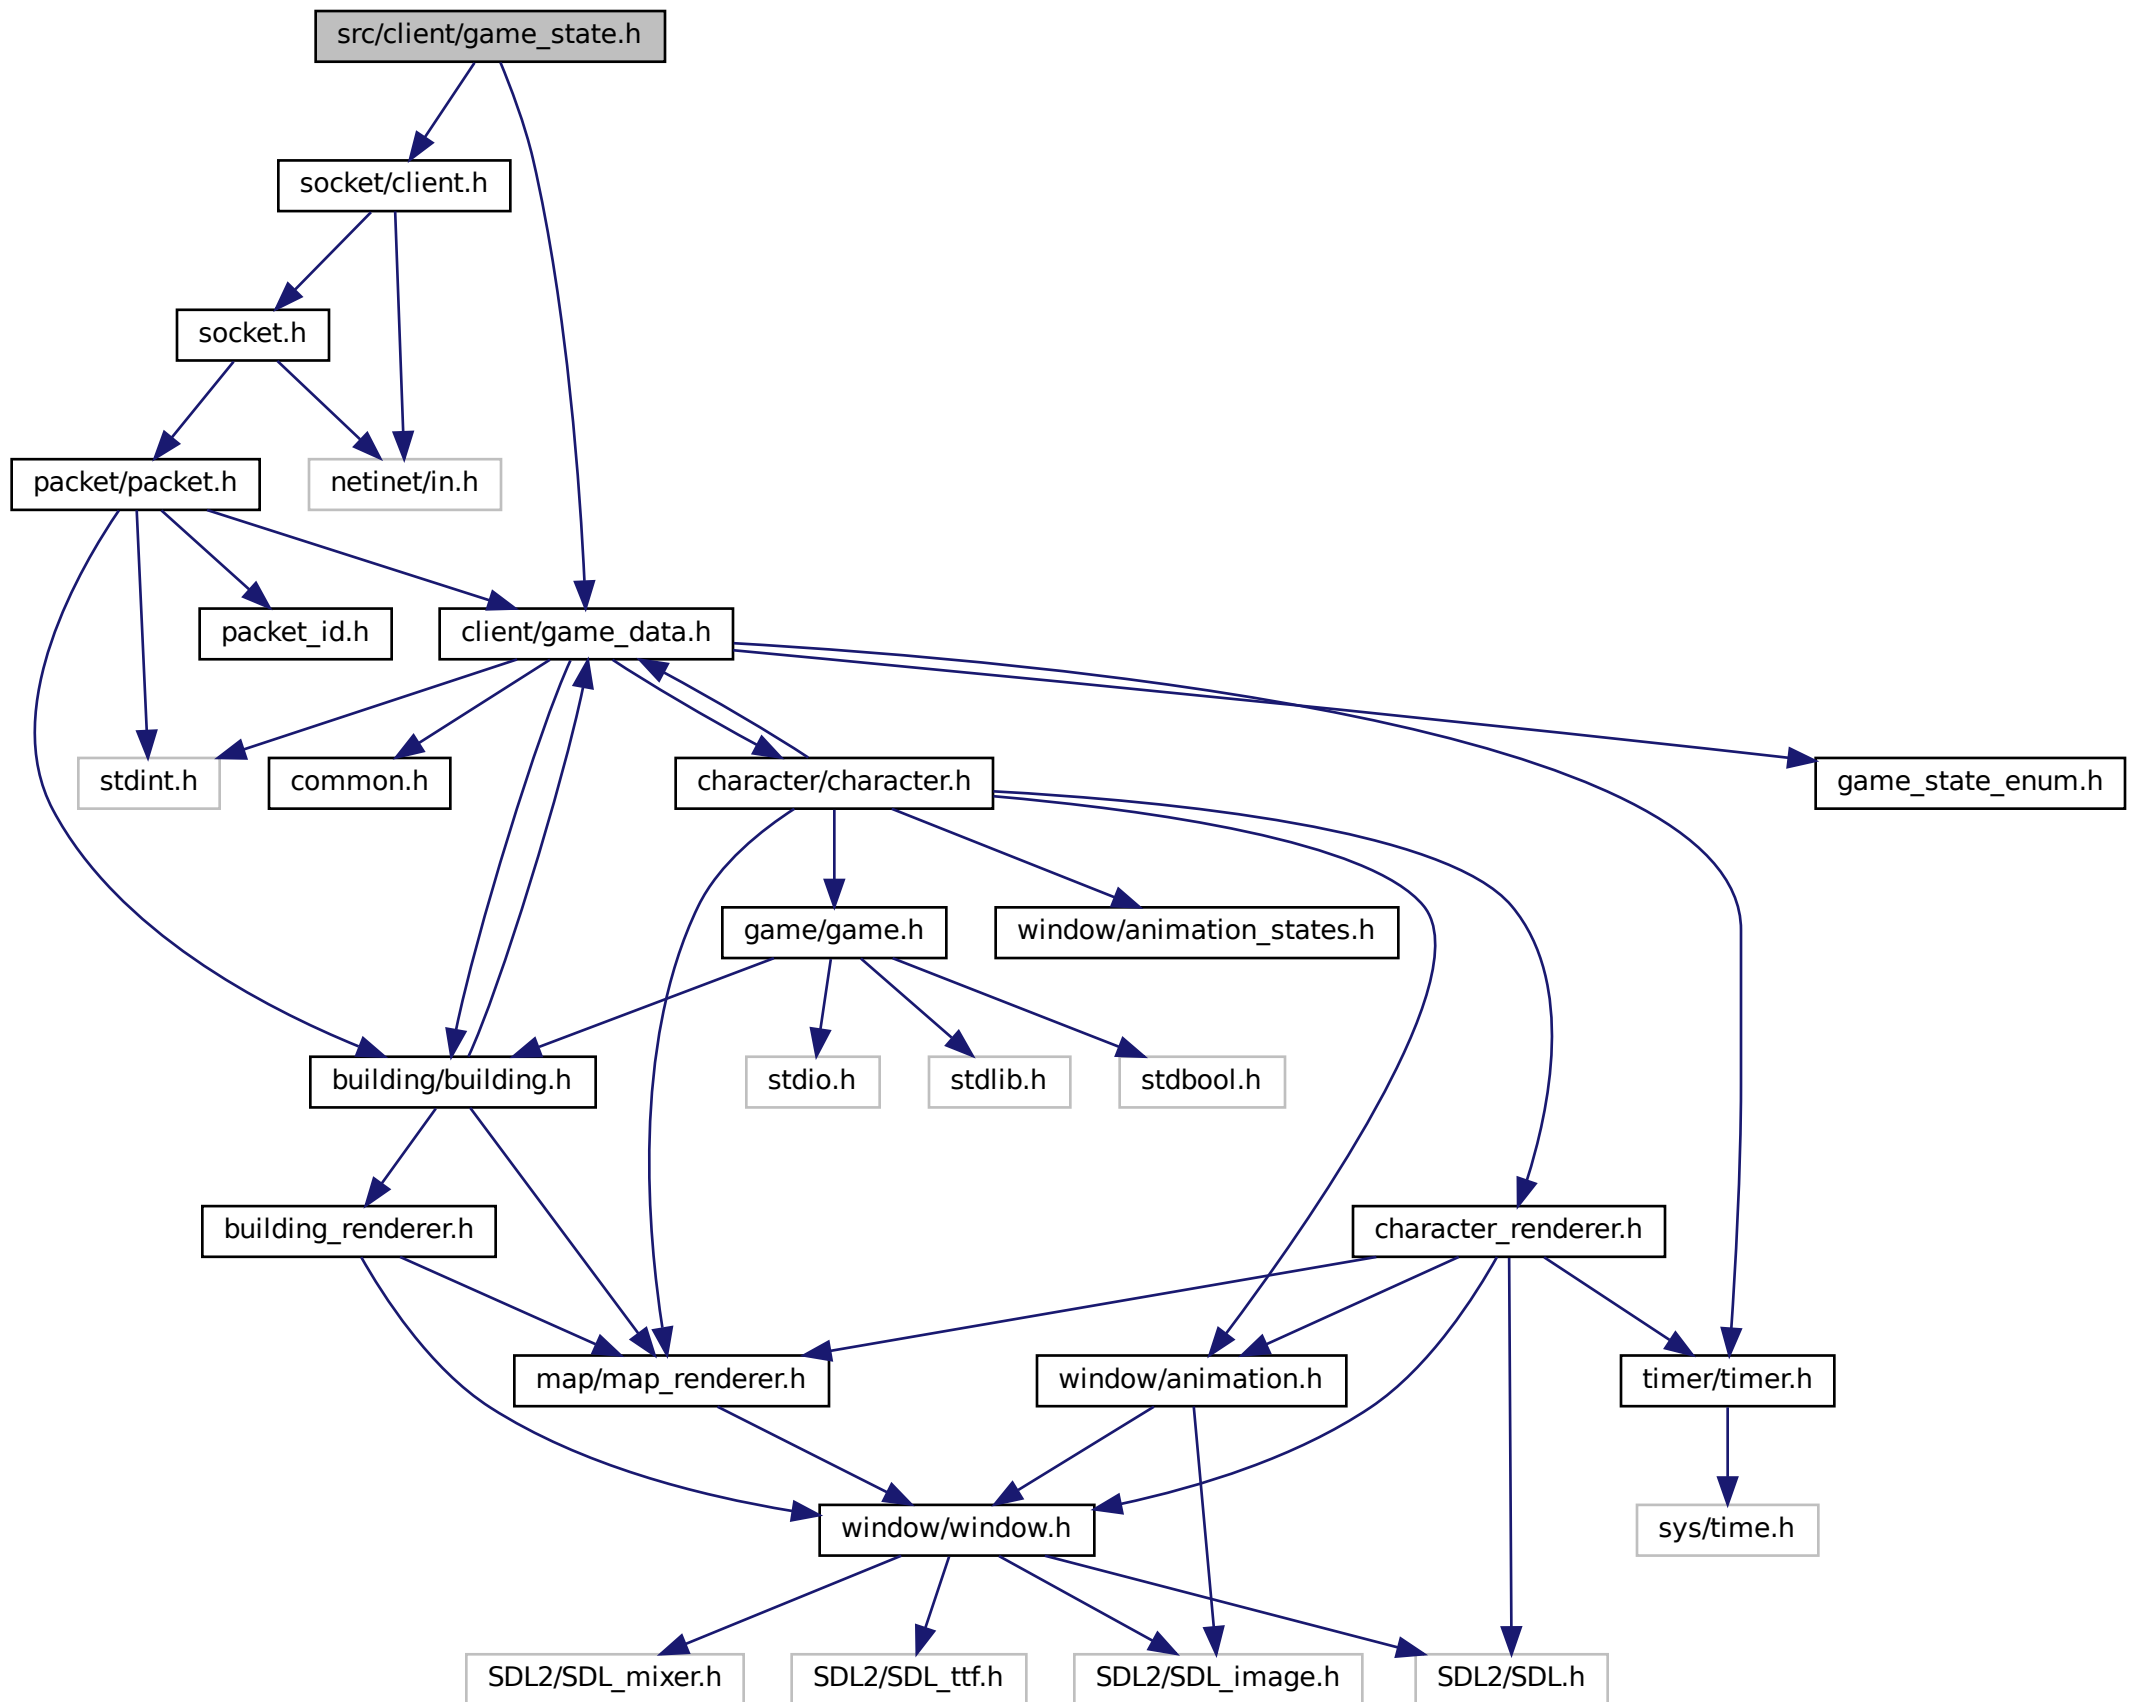 src/client/game_state.h
socket/client.h
socket.h
packet/packet.h
netinet/in.h
packet_id.h
client/game_data.h
stdint.h
common.h
character/character.h
game_state_enum.h
game/game.h
window/animation_states.h
building/building.h
stdio.h
stdlib.h
stdbool.h
building_renderer.h
character_renderer.h
map/map_renderer.h
window/animation.h
timer/timer.h
window/window.h
sys/time.h
SDL2/SDL_mixer.h
SDL2/SDL_ttf.h
SDL2/SDL_image.h
SDL2/SDL.h